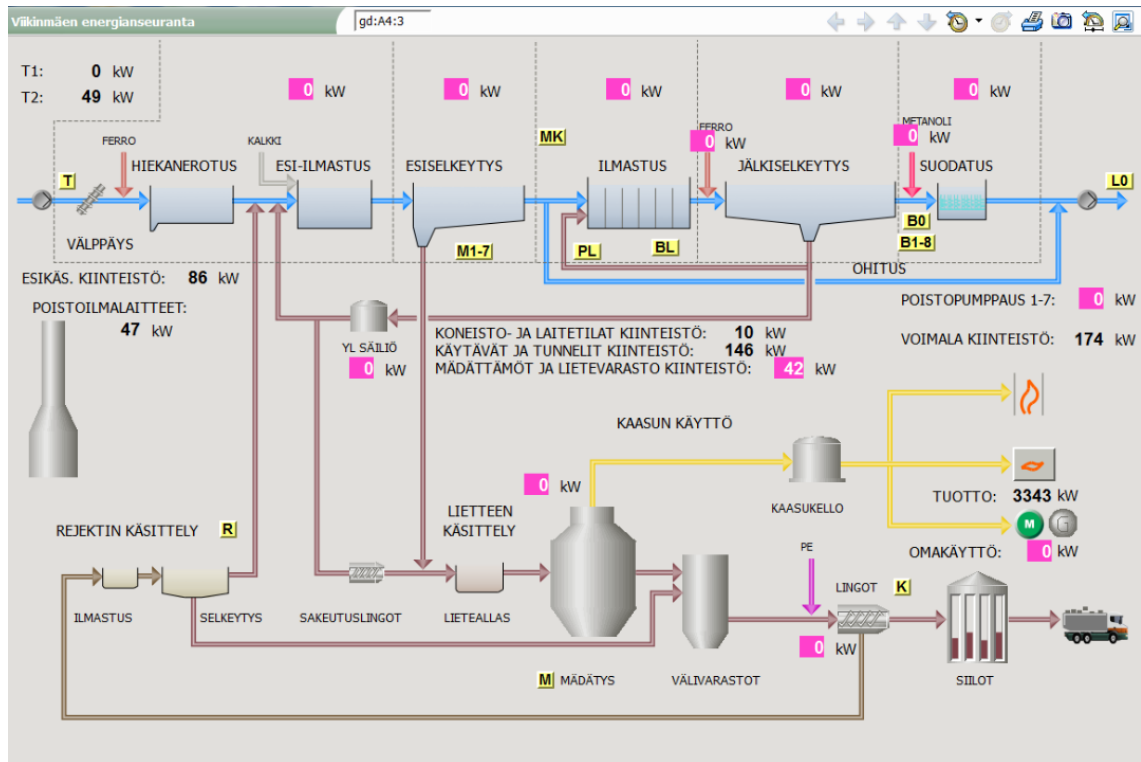 Viikinmäen energianseuranta
gd:A4:3
T1: 0 kW
T2: 49 kW
0 kW
0 kW
0 kW
0 kW
0 kW
FERRO
KALKKI
MK
FERRO
0 kW
METANOLI
0 kW
HIEKANEROTUS
ESI-ILMASTUS
ESISELKEYTYS
ILMASTUS
JÄLKISELKEYTYS
SUODATUS
T
L0
VÄLPPÄYS
M1-7
PL
BL
B0
B1-8
OHITUS
ESIKÄS. KIINTEISTÖ: 86 kW
POISTOILMALAITTEET:
47 kW
YL SÄILIÖ
0 kW
KONEISTO- JA LAITETILAT KIINTEISTÖ: 10 kW
KÄYTÄVÄT JA TUNNELIT KIINTEISTÖ: 146 kW
MÄDÄTTÄMÖT JA LIETEVARASTO KIINTEISTÖ: 42 kW
POISTOPUMPPAUS 1-7: 0 kW
VOIMALA KIINTEISTÖ: 174 kW
KAASUN KÄYTTÖ
KAASUKELLO
0 kW
TUOTTO: 3343 kW
M
G
OMAKÄYTTÖ: 0 kW
REJEKTIN KÄSITTELY R
LIETTEEN
KÄSITTELY
PE
LINGOT K
ILMASTUS
SELKEYTYS
SAKEUTUSLINGOT
LIETEALLAS
0 kW
M MÄDÄTYS
VÄLIVARASTOT
SIILOT